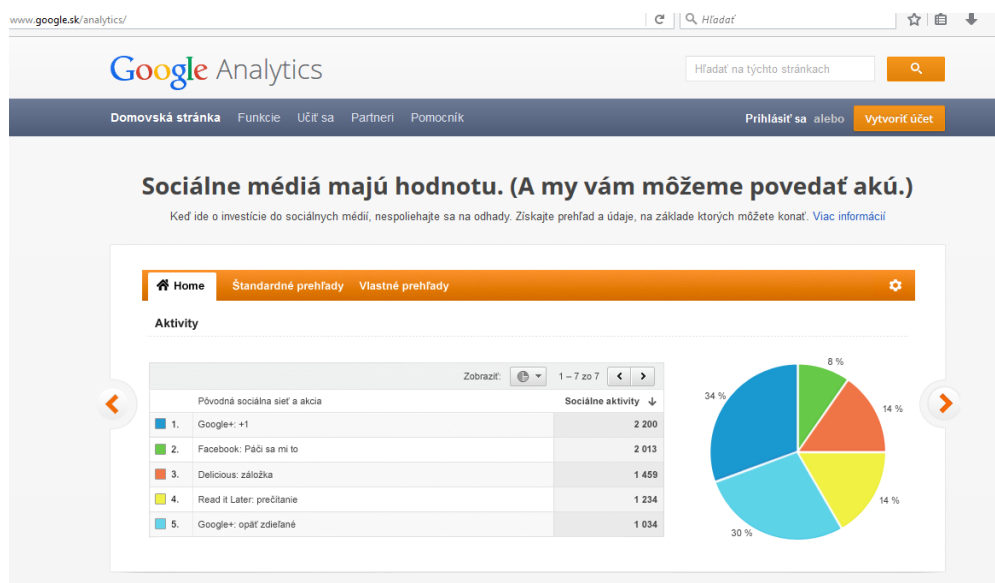 www.google.sk/analytics/
Hľadať
Google Analytics
Hľadať na týchto stránkach
Domovská stránka Funkcie Učiť sa Partneri Pomocník
Prihlásiť sa alebo Vytvoriť účet
Sociálne médiá majú hodnotu. (A my vám môžeme povedať akú.)
Keď ide o investície do sociálnych médií, nespoliehajte sa na odhady. Získajte prehľad a údaje, na základe ktorých môžete konať. Viac informácií
Home Štandardné prehľady Vlastné prehľady
Aktivity
Zobraziť: 1 – 7 zo 7
Pôvodná sociálna sieť a akcia Sociálne aktivity
1. Google+: +1 2 200
2. Facebook: Páči sa mi to 2 013
3. Delicious: záložka 1 459
4. Read it Later: prečítanie 1 234
5. Google+: opäť zdieľané 1 034
8 %
34 %
14 %
14 %
30 %